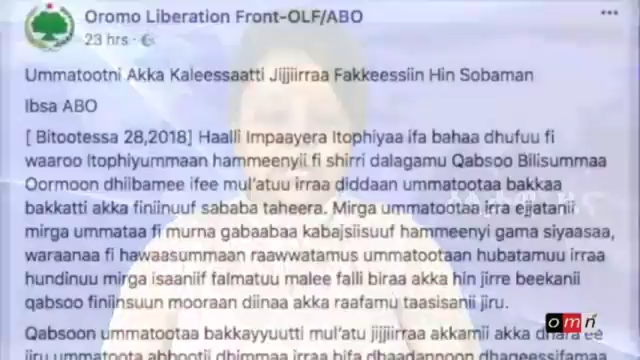 Oromo Liberation Front-OLF/ABO
23 hrs
Ummatootni Akka Kaleessaatti Jijjiirraa Fakkeessiin Hin Sobaman
Ibsa ABO
[ Bitootessa 28,2018] Haalli Impaayera Itophiyaa ifa bahaa dhufuu fi
waaroo Itophiyummaan hammeenyii fi shirri dalagamu Qabsoo Bilisummaa
Oormoon dhiibamee ifee mul'atuu irraa diddaan ummatootaa bakkaa
bakkatti akka finiinuuf sababa taheera. Mirga ummatootaa irra ejjatanii
mirga ummataa fi murna gabaabaa kabajsiisuuf hammeenyi gama siyaasaa,
waraanaa fi hawaasummaan raawwatamus ummatootaan hubatamuu irraa
hundinuu mirga isaaniif falmatuu malee falli biraa akka hin jirre beekanii
qabsoo finiinsuun mooraan diinaa akka raafamu taasisanii jiru.
Qabsoon ummatootaa bakkayyuutti mul'atu jijjiirraa akkamii akka dharaa ee
jiru ummatoota abbootii dhimmaa irraa bifa dhaadannoon dhaneessifamaa
omn